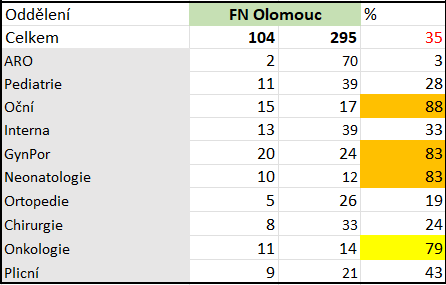 Oddělení FN Olomouc %
Celkem 104 295 35
ARO 2 70 3
Pediatrie 11 39 28
Oční 15 17 88
Interna 13 39 33
GynPor 20 24 83
Neonatologie 10 12 83
Ortopedie 5 26 19
Chirurgie 8 33 24
Onkologie 11 14 79
Plicní 9 21 43